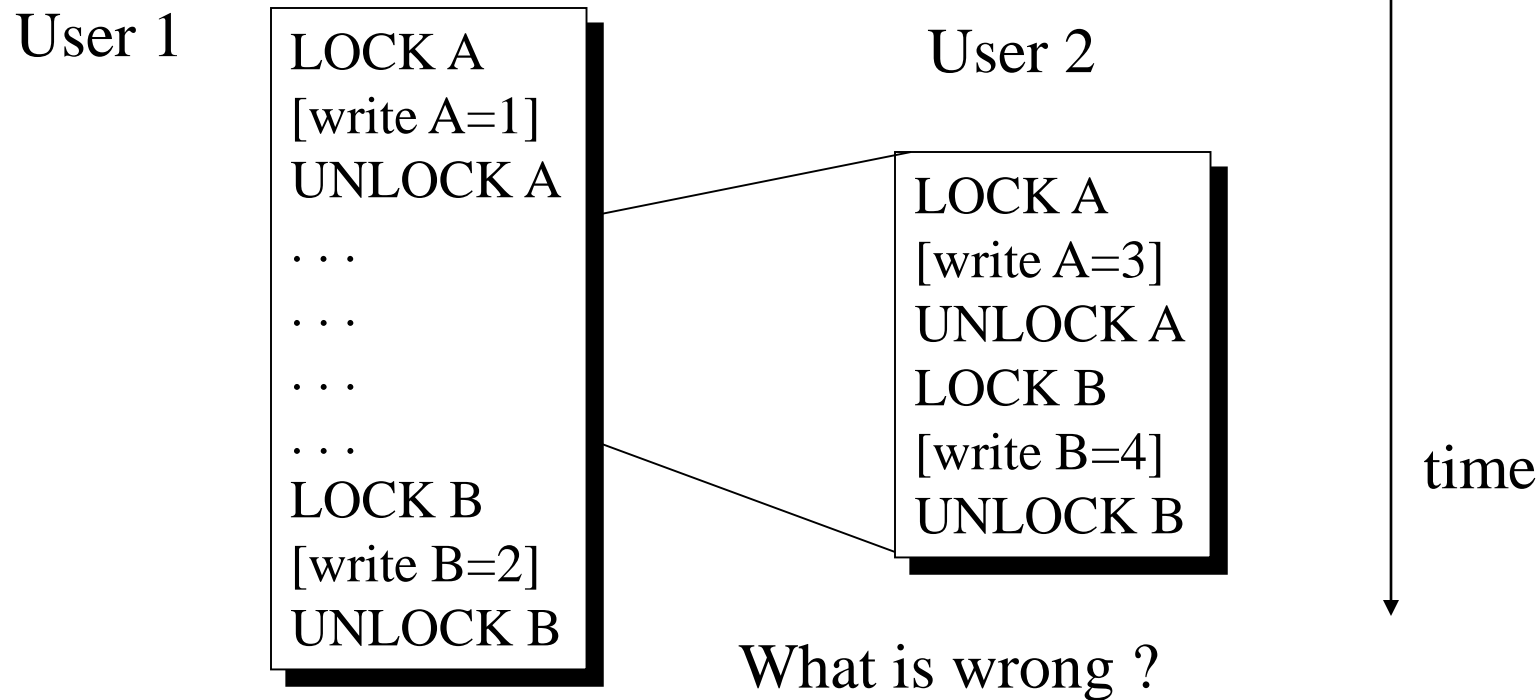 User 1
LOCK A
[write A=1]
UNLOCK A
. . .
. . .
. . .
. . .
LOCK B
[write B=2]
UNLOCK B
User 2
LOCK A
[write A=3]
UNLOCK A
LOCK B
[write B=4]
UNLOCK B
time
What is wrong ?